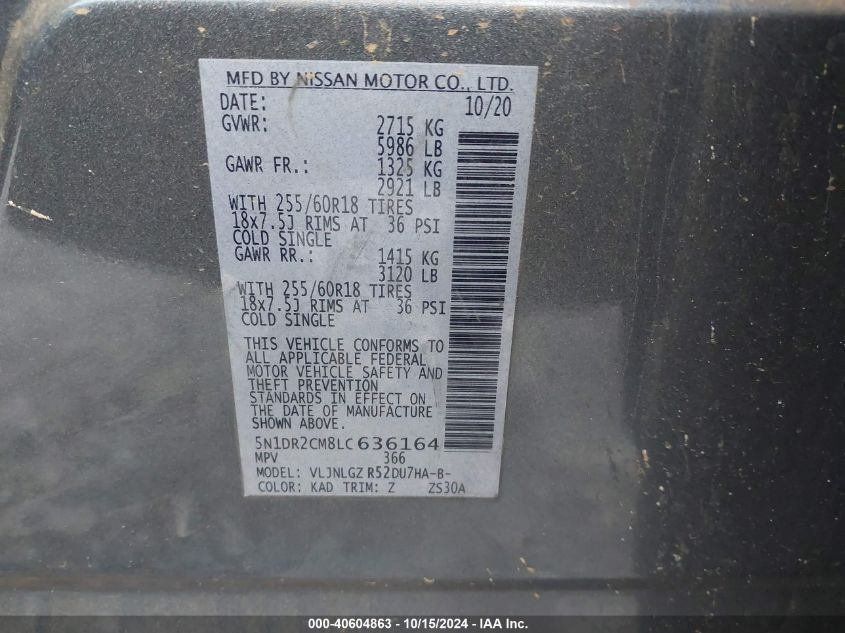 MFD BY NISSAN MOTOR CO., LTD.
DATE: 10/20
GVWR: 2715 KG
5986 LB
GAWR FR.: 1325 KG
2921 LB
WITH 255/60R18 TIRES
18x7.5J RIMS AT 36 PSI
COLD SINGLE
GAWR RR.: 1415 KG
3120 LB
WITH 255/60R18 TIRES
18x7.5J RIMS AT 36 PSI
COLD SINGLE
THIS VEHICLE CONFORMS TO
ALL APPLICABLE FEDERAL
MOTOR VEHICLE SAFETY AND
THEFT PREVENTION
STANDARDS IN EFFECT ON
THE DATE OF MANUFACTURE
SHOWN ABOVE.
5N1DR2CM8LC636164
MPV 366
MODEL: VLJNLGZ R52DU7HA-B-
COLOR: KAD TRIM: Z ZS30A
000-40604863 - 10/15/2024 - IAA Inc.